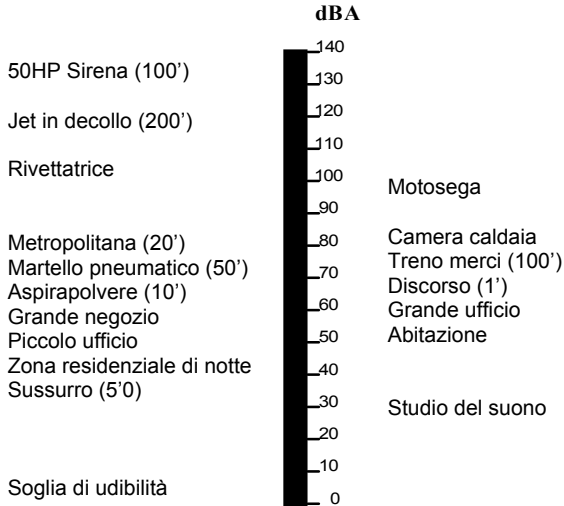 dBA
140
50HP Sirena (100’)
130
120
Jet in decollo (200’)
110
Rivettatrice
100
Motosega
90
Metropolitana (20’)
80
Camera caldaia
Martello pneumatico (50’)
Treno merci (100’)
70
Aspirapolvere (10’)
Discorso (1’)
Grande negozio
60
Grande ufficio
Piccolo ufficio
50
Abitazione
Zona residenziale di notte
40
Sussurro (5'0)
30
Studio del suono
20
10
Soglia di udibilità
0